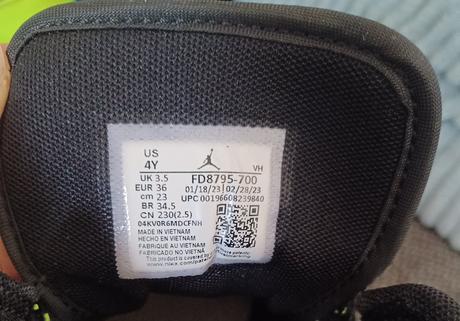 US
4Y
VH
UK 3.5 FD8795-700
EUR 36 01/18/23 02/28/23
cm 23 UPC 00196608239840
BR 34.5
CN 230(2.5)
04KV0R6MDCFNH
MADE IN VIETNAM
HECHO EN VIETNAM
FABRIQUE AU VIETNAM
FABRICADO NO VIETNÃ